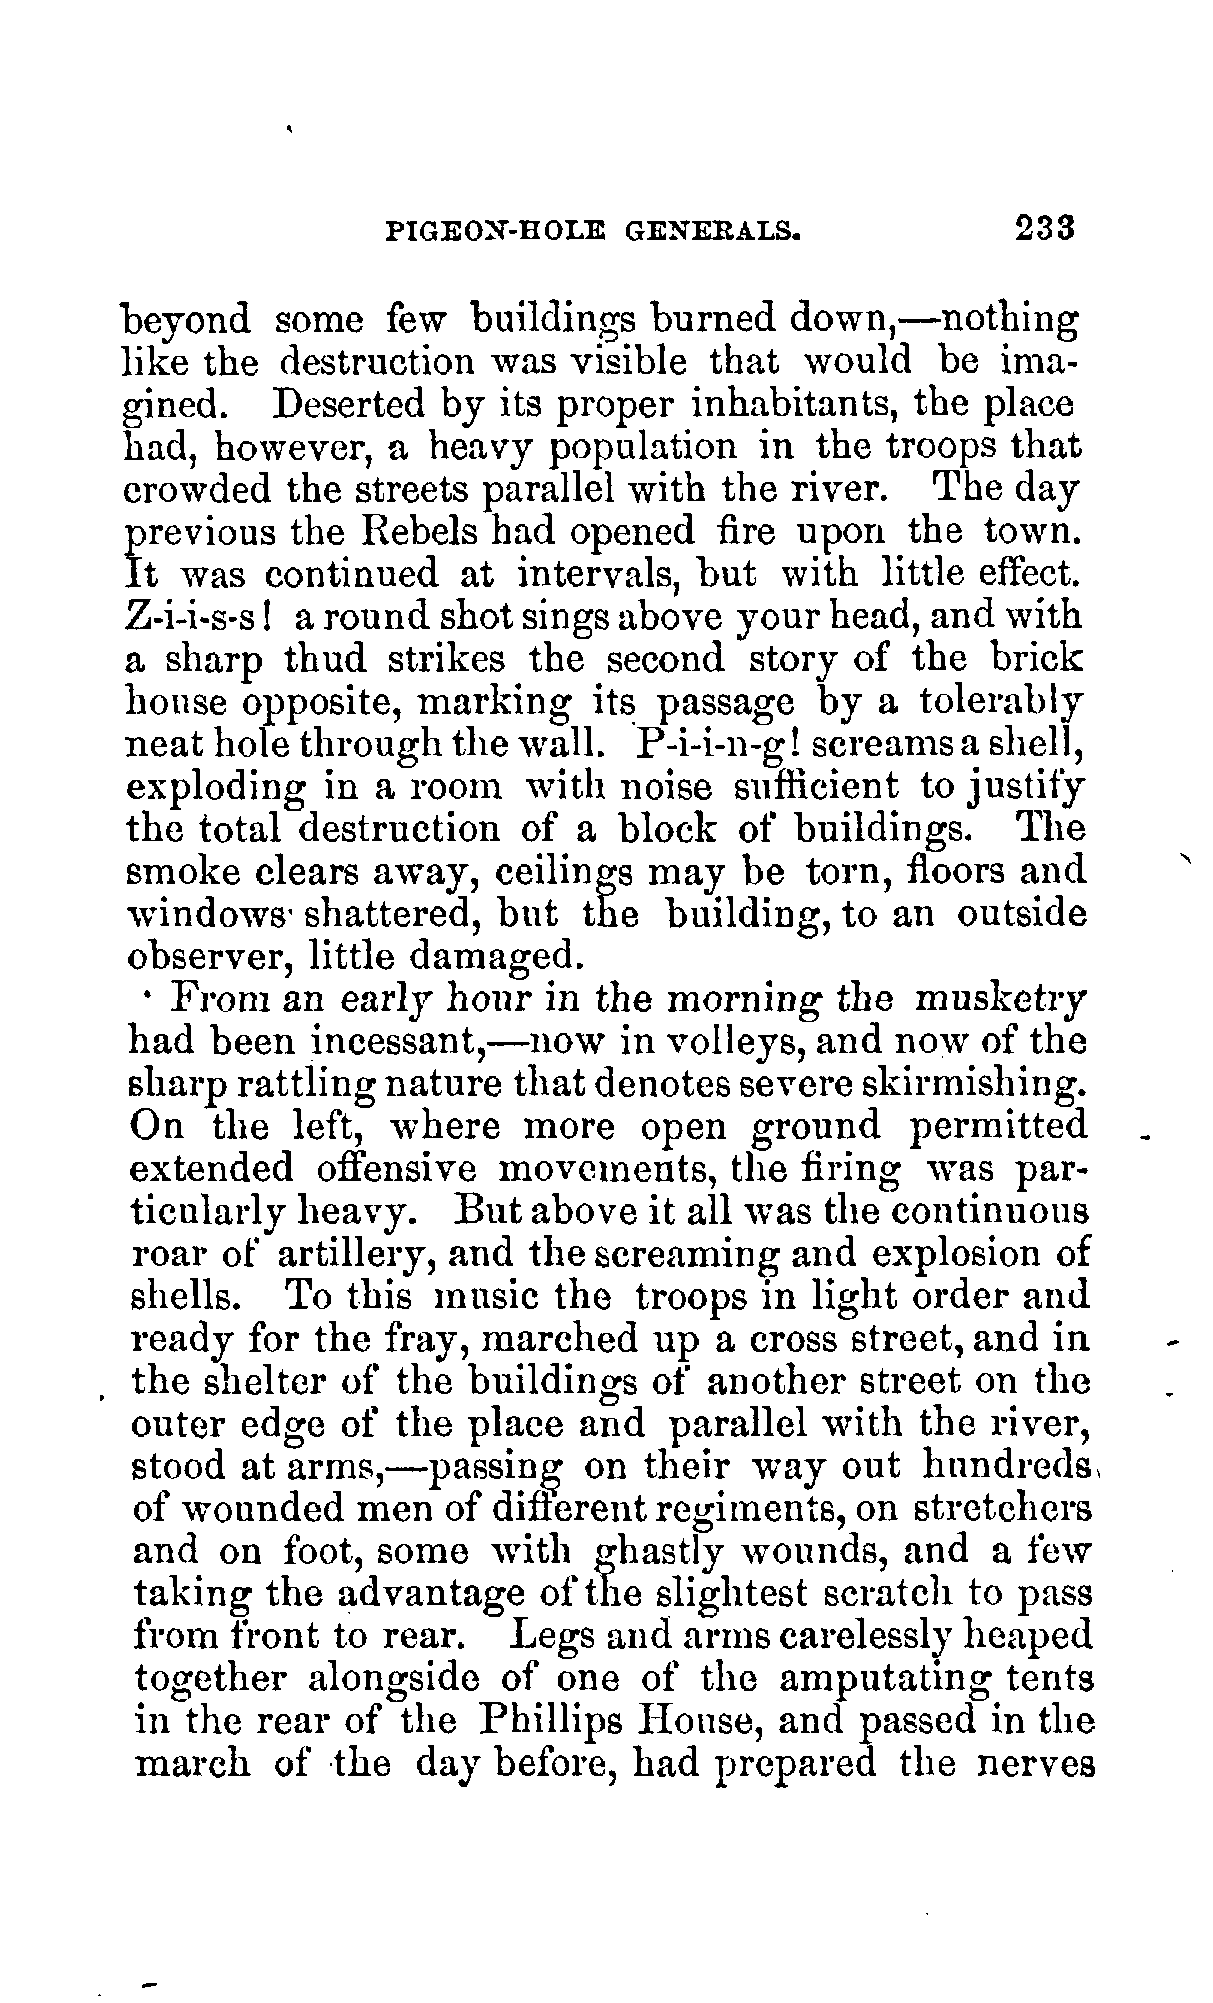 PIGEON-HOLE GENERALS. 233
beyond some few buildings burned down,—nothing
like the destruction was visible that would be ima-
gined. Deserted by its proper inhabitants, the place
had, however, a heavy population in the troops that
crowded the streets parallel with the river. The day
previous the Rebels had opened fire upon the town.
It was continued at intervals, but with little effect.
Z-i-i-s-s! a round shot sings above your head, and with
a sharp thud strikes the second story of the brick
house opposite, marking its passage by a tolerably
neat hole through the wall. P-i-i-n-g! screams a shell,
exploding in a room with noise sufficient to justify
the total destruction of a block of buildings. The
smoke clears away, ceilings may be torn, floors and
windows shattered, but the building, to an outside
observer, little damaged.
From an early hour in the morning the musketry
had been incessant,—now in volleys, and now of the
sharp rattling nature that denotes severe skirmishing.
On the left, where more open ground permitted
extended offensive movements, the firing was par-
ticularly heavy. But above it all was the continuous
roar of artillery, and the screaming and explosion of
shells. To this music the troops in light order and
ready for the fray, marched up a cross street, and in
the shelter of the buildings of another street on the
outer edge of the place and parallel with the river,
stood at arms,—passing on their way out hundreds
of wounded men of different regiments, on stretchers
and on foot, some with ghastly wounds, and a few
taking the advantage of the slightest scratch to pass
from front to rear. Legs and arms carelessly heaped
together alongside of one of the amputating tents
in the rear of the Phillips House, and passed in the
march of the day before, had prepared the nerves